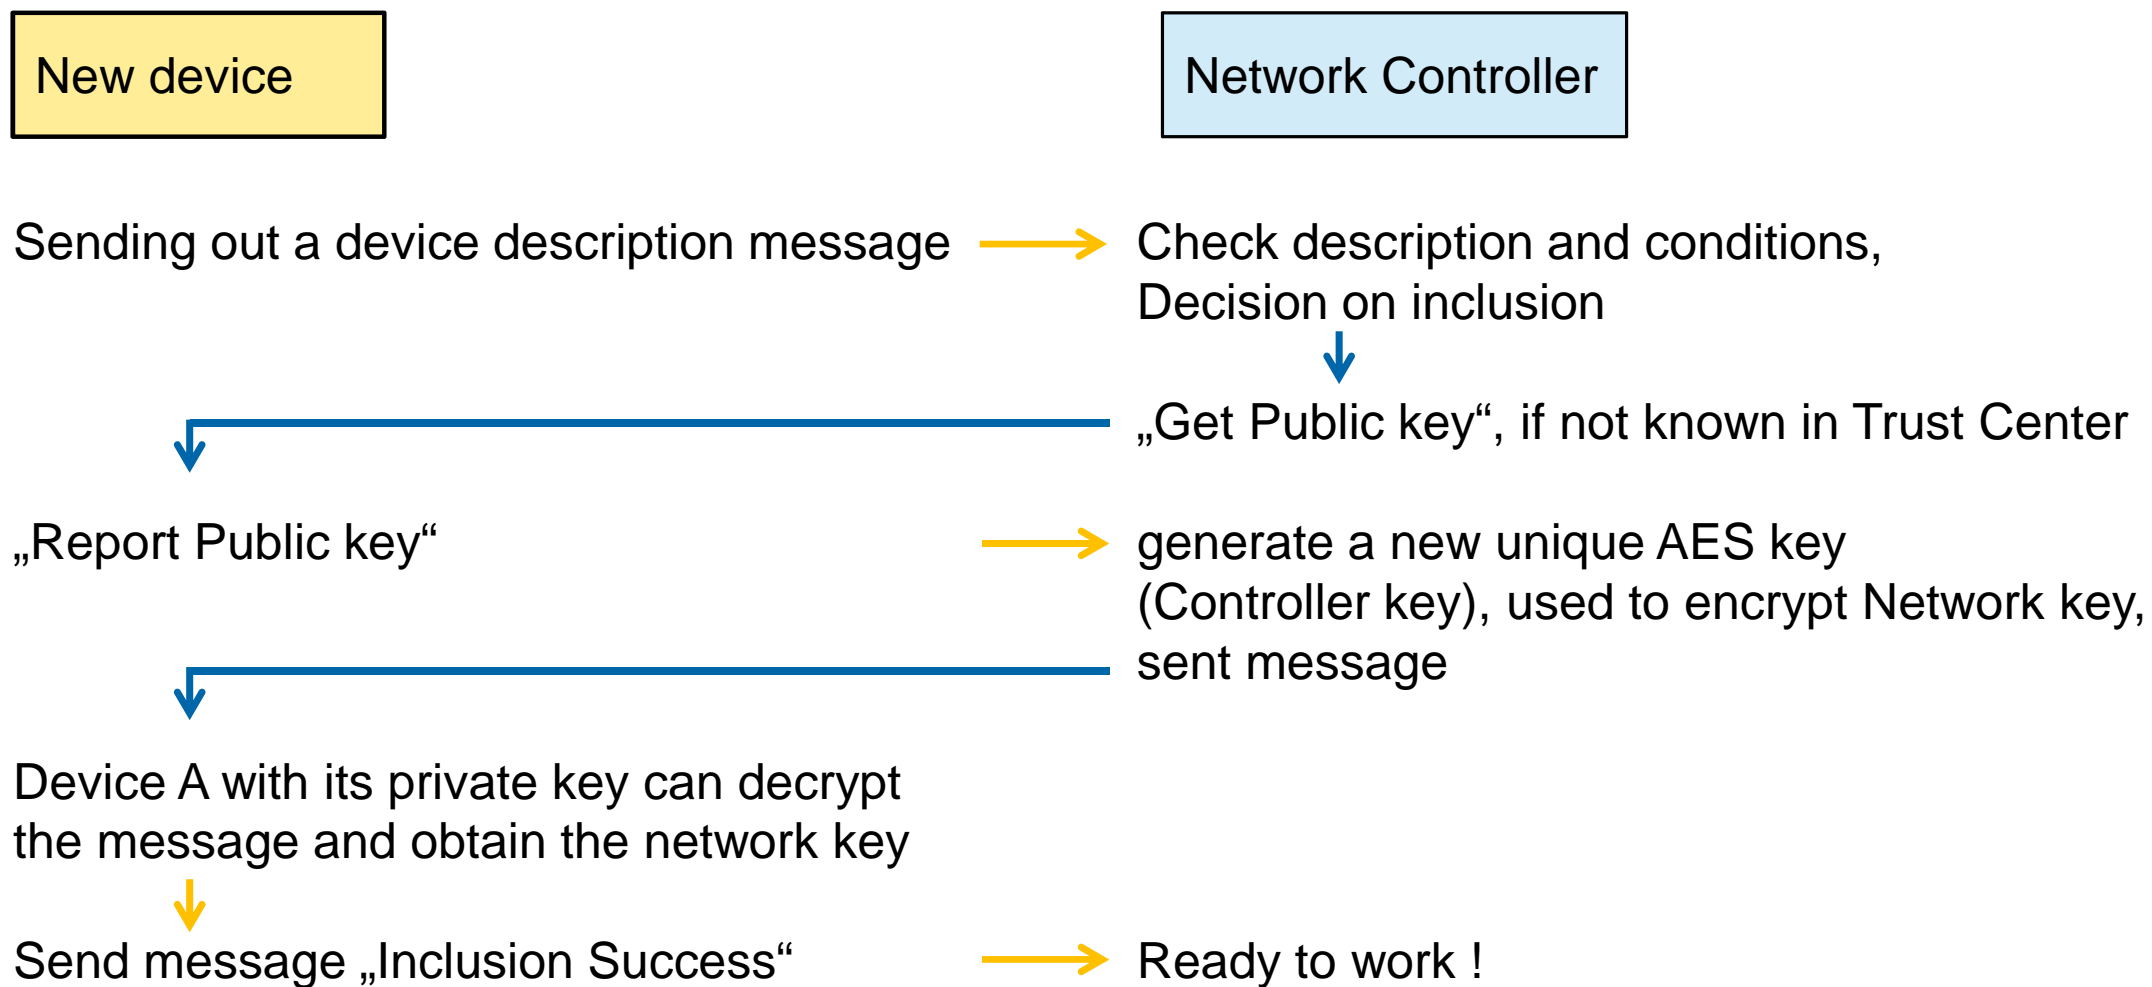 New device
Network Controller
Sending out a device description message
Check description and conditions,
Decision on inclusion
„Get Public key“, if not known in Trust Center
„Report Public key“
generate a new unique AES key
(Controller key), used to encrypt Network key,
sent message
Device A with its private key can decrypt
the message and obtain the network key
Send message „Inclusion Success“
Ready to work !